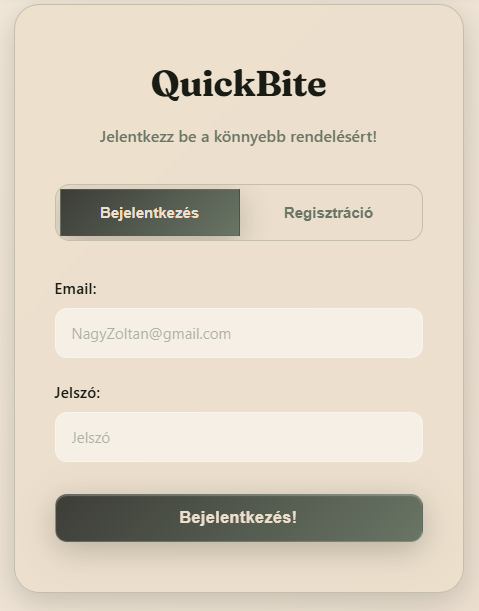 QuickBite
Jelentkezz be a könnyebb rendelésért!
Bejelentkezés Regisztráció
Email:
NagyZoltan@gmail.com
Jelszó:
Jelszó
Bejelentkezés!